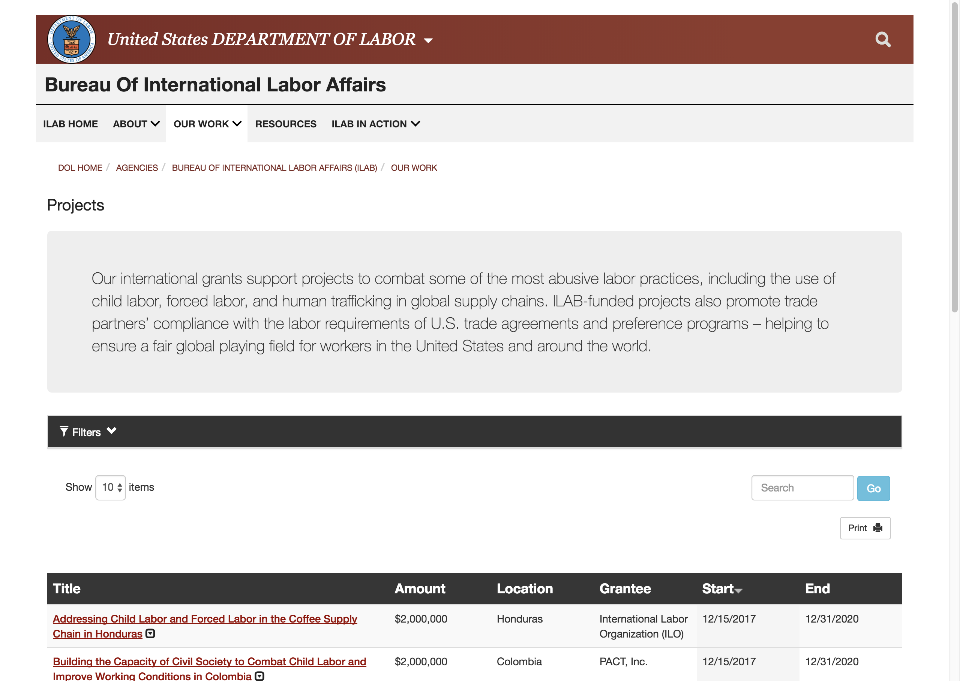 United States DEPARTMENT OF LABOR
Bureau Of International Labor Affairs
ILAB HOME ABOUT OUR WORK RESOURCES ILAB IN ACTION
DOL HOME / AGENCIES / BUREAU OF INTERNATIONAL LABOR AFFAIRS (ILAB) / OUR WORK
Projects
Our international grants support projects to combat some of the most abusive labor practices, including the use of
child labor, forced labor, and human trafficking in global supply chains. ILAB-funded projects also promote trade
partners’ compliance with the labor requirements of U.S. trade agreements and preference programs – helping to
ensure a fair global playing field for workers in the United States and around the world.
Filters
Show 10 items
Search Go
Print
Title Amount Location Grantee Start End
Addressing Child Labor and Forced Labor in the Coffee Supply $2,000,000 Honduras International Labor 12/15/2017 12/31/2020
Chain in Honduras Organization (ILO)
Building the Capacity of Civil Society to Combat Child Labor and $2,000,000 Colombia PACT, Inc. 12/15/2017 12/31/2020
Improve Working Conditions in Colombia